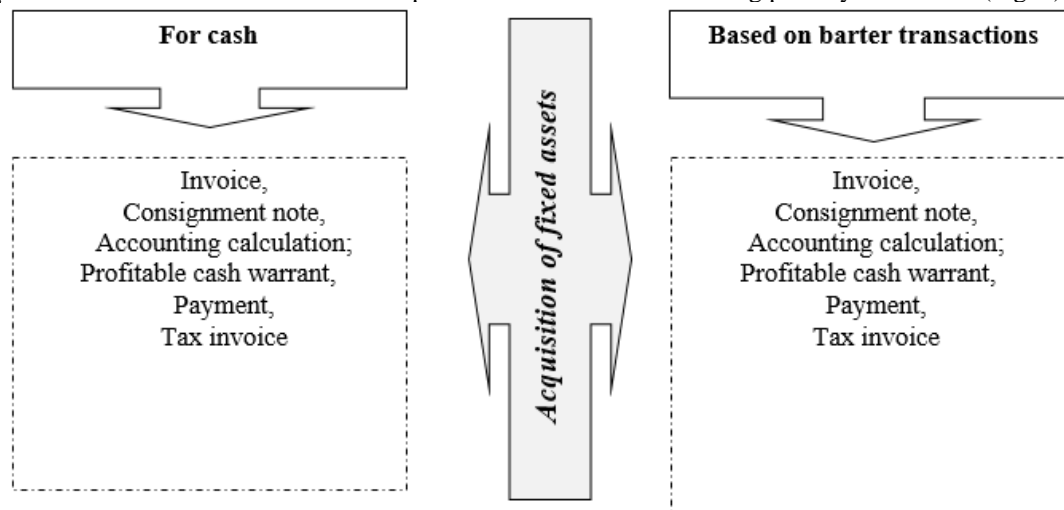 For cash
Based on barter transactions
Invoice,
Consignment note,
Accounting calculation;
Profitable cash warrant,
Payment,
Tax invoice
Acquisition of fixed assets
Invoice,
Consignment note,
Accounting calculation;
Profitable cash warrant,
Payment,
Tax invoice